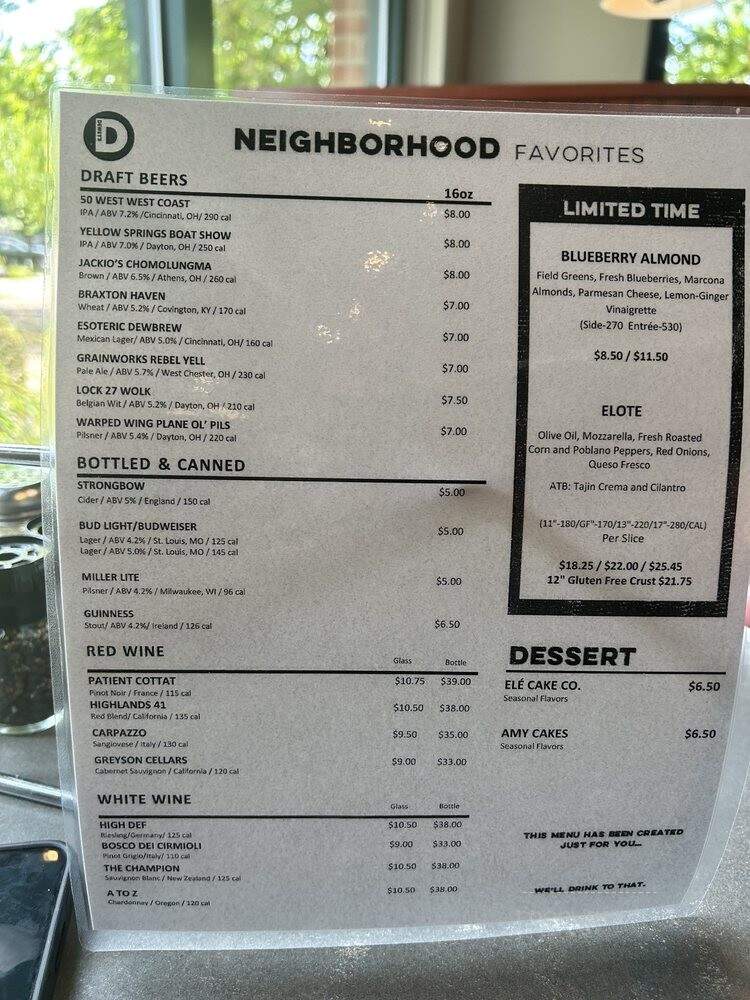 DEWEY'S
D
NEIGHBORHOOD FAVORITES
DRAFT BEERS
16oz
50 WEST WEST COAST
$8.00
IPA / ABV 7.2% /Cincinnati, OH/ 290 cal
YELLOW SPRINGS BOAT SHOW
$8.00
IPA / ABV 7.0% / Dayton, OH / 250 cal
JACKIO'S CHOMOLUNGMA
$8.00
Brown / ABV 6.5% / Athens, OH / 260 cal
BRAXTON HAVEN
$7.00
Wheat / ABV 5.2% / Covington, KY / 170 cal
ESOTERIC DEWBREW
$7.00
Mexican Lager/ ABV 5.0% / Cincinnati, OH/ 160 cal
GRAINWORKS REBEL YELL
$7.00
Pale Ale / ABV 5.7% / West Chester, OH / 230 cal
LOCK 27 WOLK
$7.50
Belgian Wit / ABV 5.2% / Dayton, OH / 210 cal
WARPED WING PLANE OL' PILS
$7.00
Pilsner / ABV 5.4% / Dayton, OH / 220 cal
BOTTLED & CANNED
STRONGBOW
$5.00
Cider / ABV 5% / England / 150 cal
BUD LIGHT/BUDWEISER
$5.00
Lager / ABV 4.2% / St. Louis, MO / 125 cal
Lager / ABV 5.0% / St. Louis, MO / 145 cal
MILLER LITE
$5.00
Pilsner / ABV 4.2% / Milwaukee, WI / 96 cal
GUINNESS
$6.50
Stout/ ABV 4.2%/ Ireland / 126 cal
RED WINE
Glass Bottle
PATIENT COTTAT
$10.75 $39.00
Pinot Noir / France / 115 cal
HIGHLANDS 41
$10.50 $38.00
Red Blend/ California / 135 cal
CARPAZZO
$9.50 $35.00
Sangiovese / Italy / 130 cal
GREYSON CELLARS
$9.00 $33.00
Cabernet Sauvignon / California / 120 cal
WHITE WINE
Glass Bottle
HIGH DEF
$10.50 $38.00
Riesling/Germany/ 125 cal
BOSCO DEI CIRMIOLI
$9.00 $33.00
Pinot Grigio/Italy/ 110 cal
THE CHAMPION
$10.50 $38.00
Sauvignon Blanc / New Zealand / 125 cal
A TO Z
$10.50 $38.00
Chardonnay / Oregon / 120 cal
LIMITED TIME
BLUEBERRY ALMOND
Field Greens, Fresh Blueberries, Marcona
Almonds, Parmesan Cheese, Lemon-Ginger
Vinaigrette
(Side-270 Entrée-530)
$8.50 / $11.50
ELOTE
Olive Oil, Mozzarella, Fresh Roasted
Corn and Poblano Peppers, Red Onions,
Queso Fresco
ATB: Tajin Crema and Cilantro
(11"-180/GF"-170/13"-220/17"-280/CAL)
Per Slice
$18.25 / $22.00 / $25.45
12" Gluten Free Crust $21.75
DESSERT
ELÉ CAKE CO. $6.50
Seasonal Flavors
AMY CAKES $6.50
Seasonal Flavors
THIS MENU HAS BEEN CREATED
JUST FOR YOU...
WE'LL DRINK TO THAT.